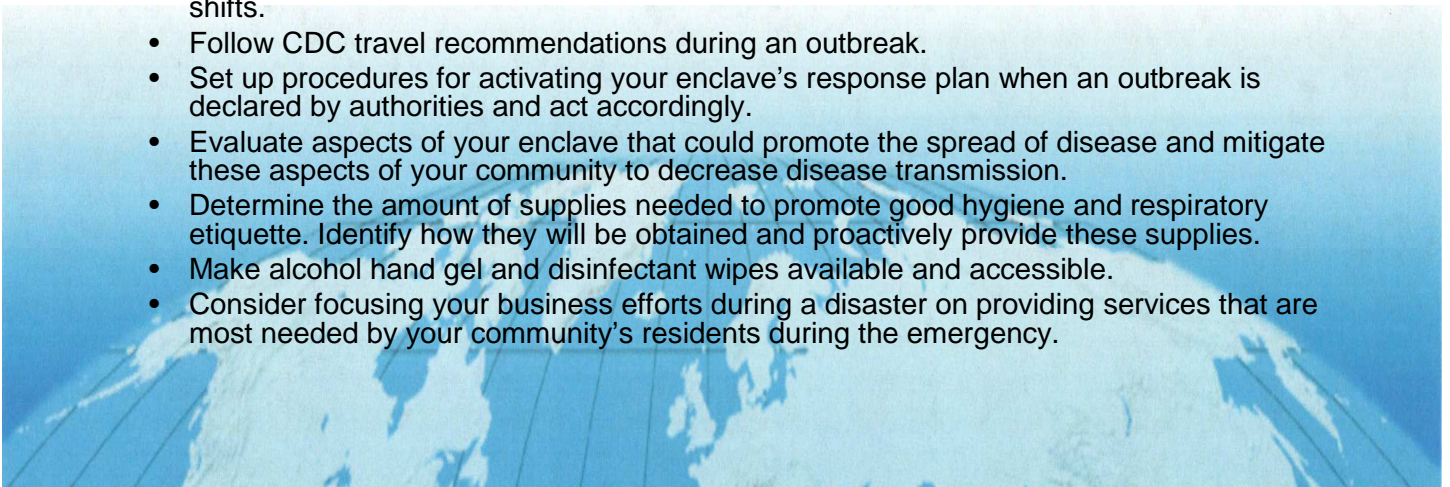 shifts.
• Follow CDC travel recommendations during an outbreak.
• Set up procedures for activating your enclave's response plan when an outbreak is
declared by authorities and act accordingly.
• Evaluate aspects of your enclave that could promote the spread of disease and mitigate
these aspects of your community to decrease disease transmission.
• Determine the amount of supplies needed to promote good hygiene and respiratory
etiquette. Identify how they will be obtained and proactively provide these supplies.
• Make alcohol hand gel and disinfectant wipes available and accessible.
• Consider focusing your business efforts during a disaster on providing services that are
most needed by your community's residents during the emergency.